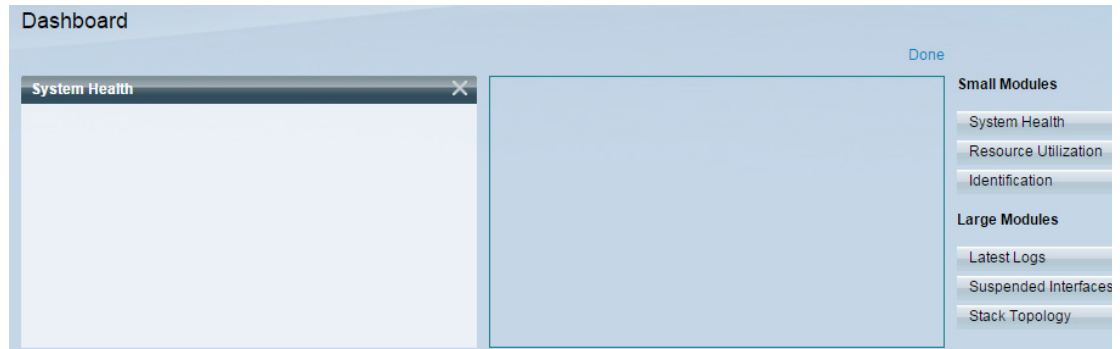 Dashboard
Done
System Health
Small Modules
System Health
Resource Utilization
Identification
Large Modules
Latest Logs
Suspended Interfaces
Stack Topology